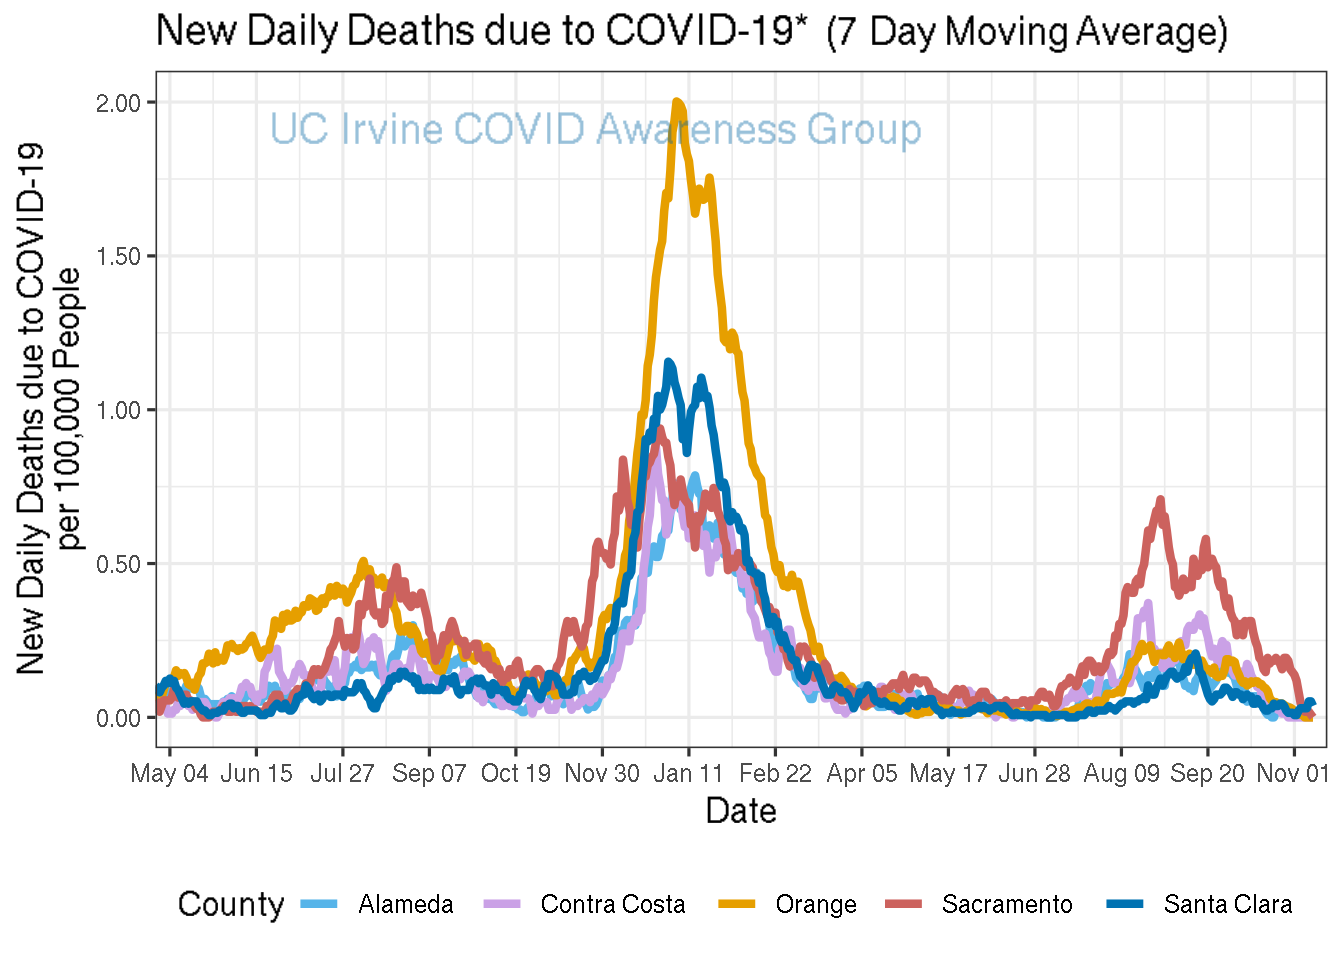 New Daily Deaths due to COVID-19* (7 Day Moving Average)
UC Irvine COVID Awareness Group
New Daily Deaths due to COVID-19
per 100,000 People
2.00
1.50
1.00
0.50
0.00
May 04 Jun 15 Jul 27 Sep 07 Oct 19 Nov 30 Jan 11 Feb 22 Apr 05 May 17 Jun 28 Aug 09 Sep 20 Nov 01
Date
County Alameda Contra Costa Orange Sacramento Santa Clara